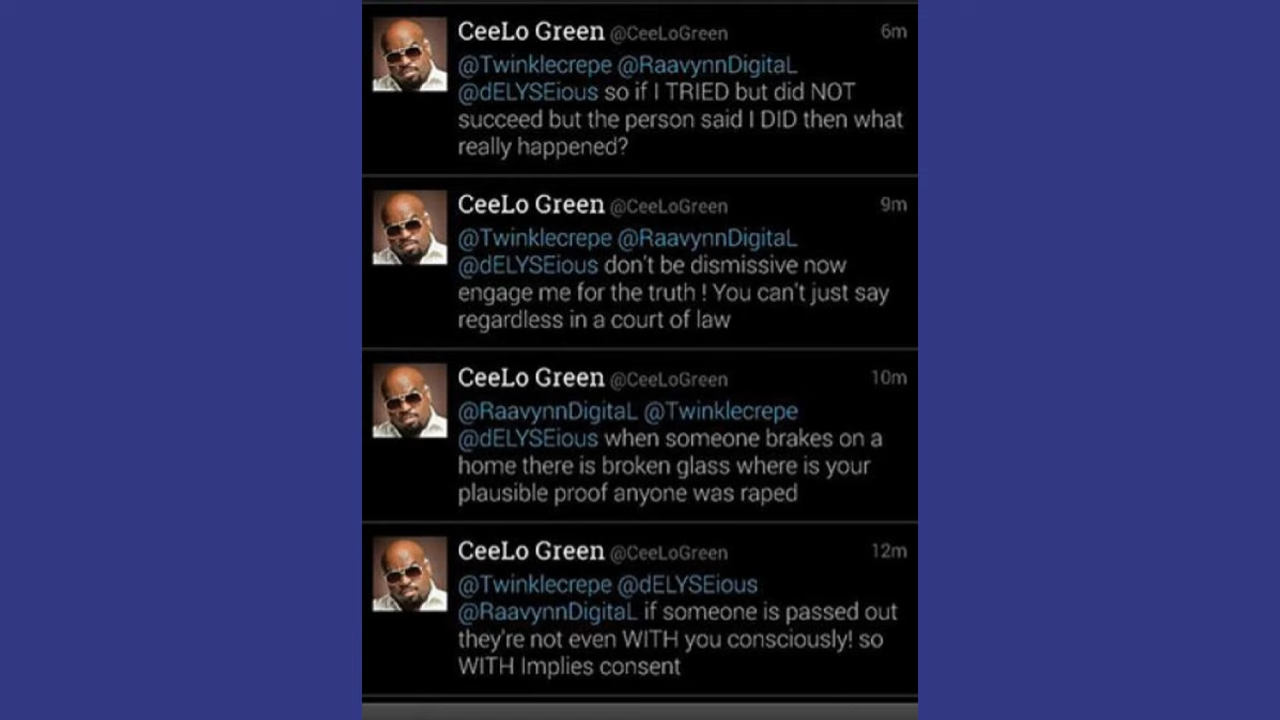 CeeLo Green @CeeLoGreen 6m
@Twinklecrepe @RaavynnDigitaL
@dELYSEious so if I TRIED but did NOT
succeed but the person said I DID then what
really happened?
CeeLo Green @CeeLoGreen 9m
@Twinklecrepe @RaavynnDigitaL
@dELYSEious don't be dismissive now
engage me for the truth ! You can't just say
regardless in a court of law
CeeLo Green @CeeLoGreen 10m
@RaavynnDigitaL @Twinklecrepe
@dELYSEious when someone brakes on a
home there is broken glass where is your
plausible proof anyone was raped
CeeLo Green @CeeLoGreen 12m
@Twinklecrepe @dELYSEious
@RaavynnDigitaL if someone is passed out
they're not even WITH you consciously! so
WITH Implies consent